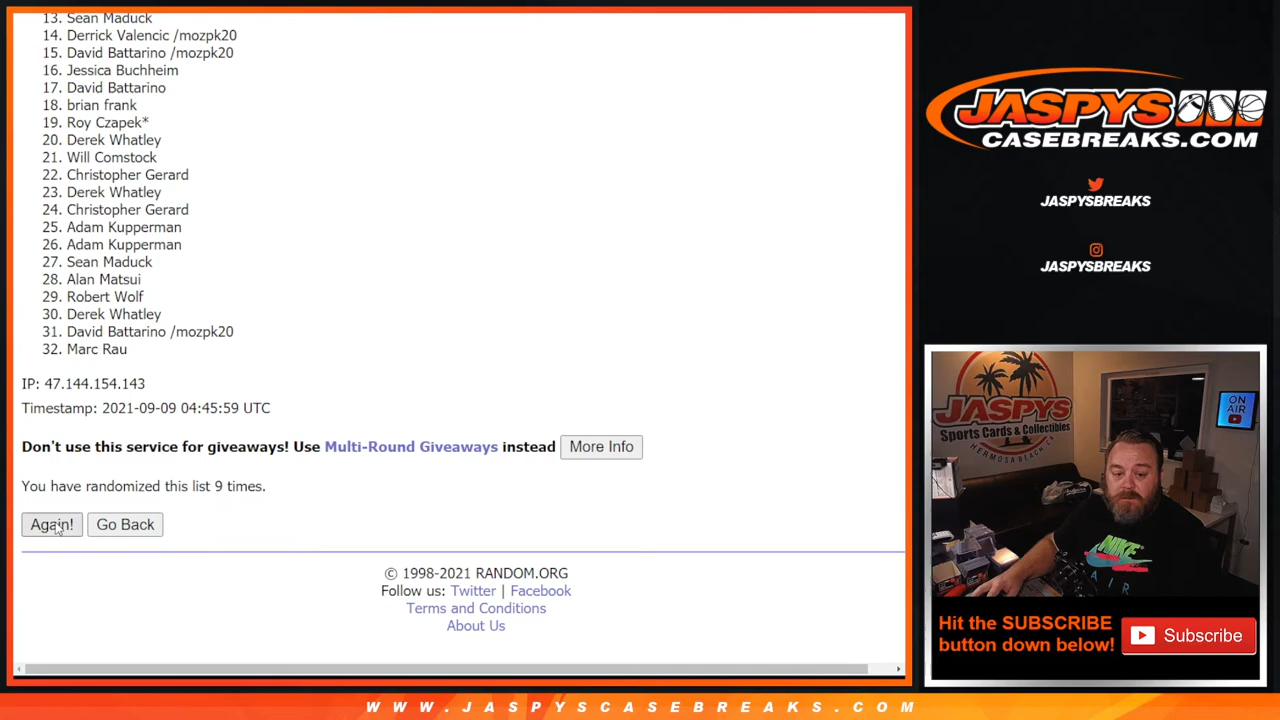 13. Sean Maduck
14. Derrick Valencic /mozpk20
15. David Battarino /mozpk20
16. Jessica Buchheim
17. David Battarino
18. brian frank
19. Roy Czapek*
20. Derek Whatley
21. Will Comstock
22. Christopher Gerard
23. Derek Whatley
24. Christopher Gerard
25. Adam Kupperman
26. Adam Kupperman
27. Sean Maduck
28. Alan Matsui
29. Robert Wolf
30. Derek Whatley
31. David Battarino /mozpk20
32. Marc Rau
IP: 47.144.154.143
Timestamp: 2021-09-09 04:45:59 UTC
Don't use this service for giveaways! Use Multi-Round Giveaways instead More Info
You have randomized this list 9 times.
Again! Go Back
© 1998-2021 RANDOM.ORG
Follow us: Twitter | Facebook
Terms and Conditions
About Us
JASPYS
CASEBREAKS.COM
JASPYSBREAKS
JASPYSBREAKS
JASPYS
Sports Cards & Collectibles
HERMOSA BEACH, CA
ON
AIR
NIKE
AIR
Hit the SUBSCRIBE
button down below!
Subscribe
WWW.JASPYSCASEBREAKS.COM